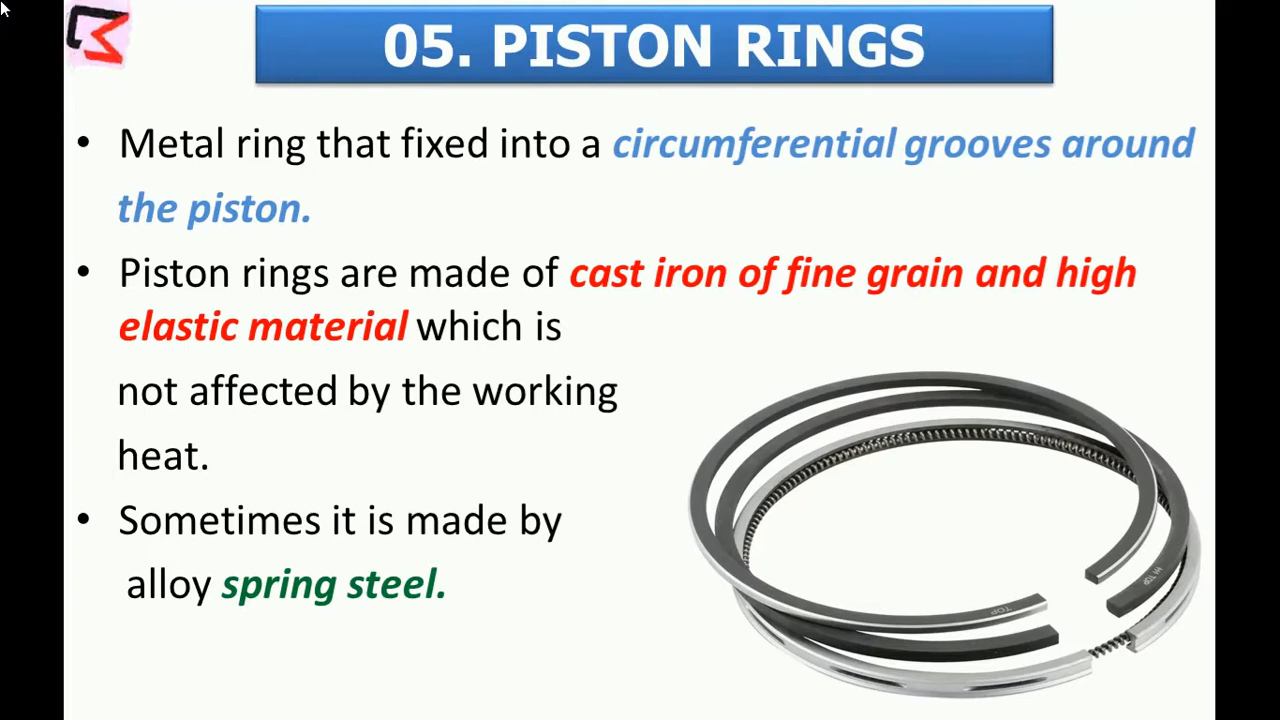 05. PISTON RINGS
• Metal ring that fixed into a circumferential grooves around
the piston.
• Piston rings are made of cast iron of fine grain and high
elastic material which is
not affected by the working
heat.
• Sometimes it is made by
alloy spring steel.
TOP
TOP